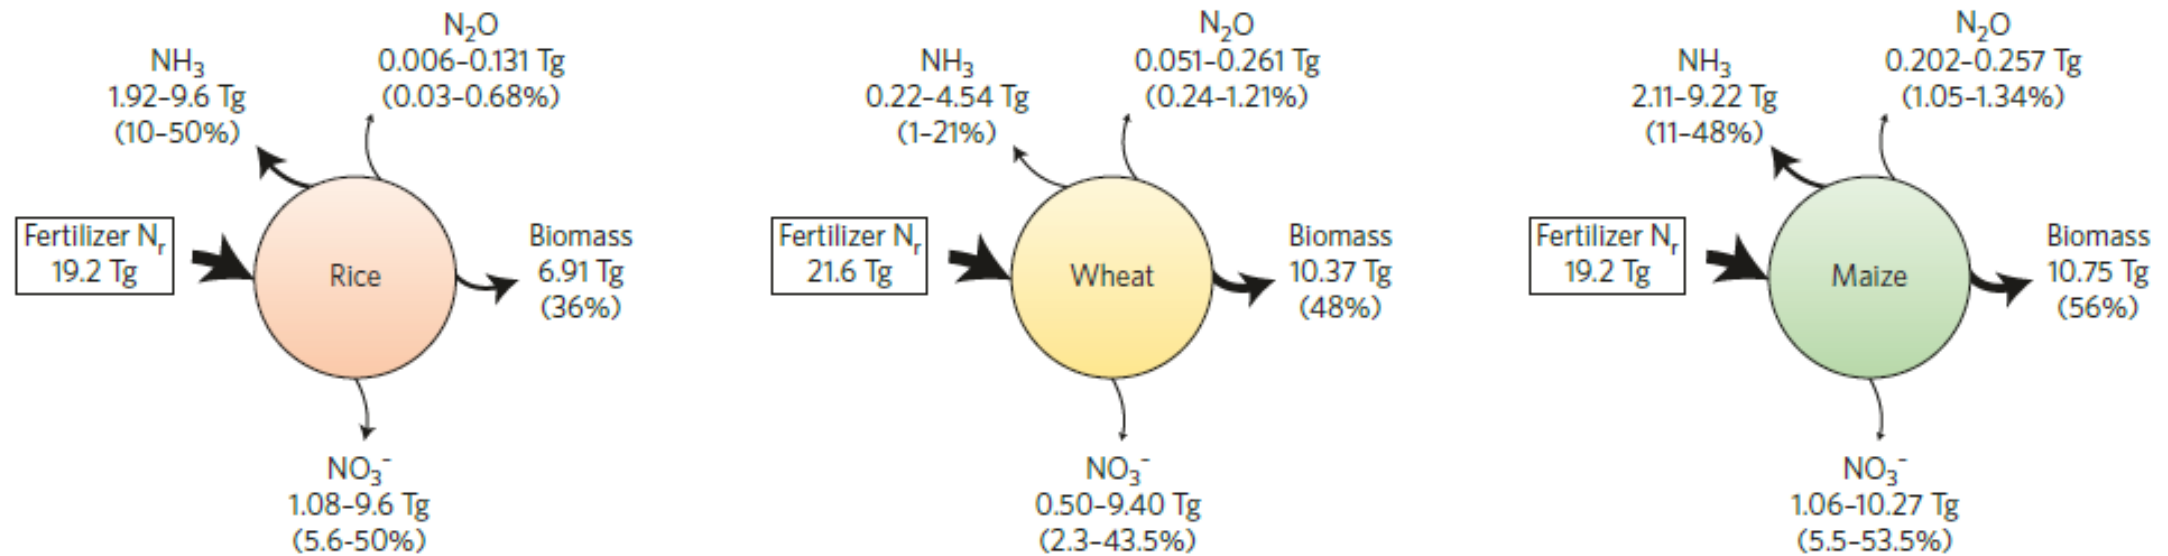 N₂O
NH₃
0.006–0.131 Tg
1.92–9.6 Tg
(0.03–0.68%)
(10–50%)
Fertilizer Nᵣ
19.2 Tg
Rice
Biomass
6.91 Tg
(36%)
NO₃⁻
1.08–9.6 Tg
(5.6-50%)
N₂O
NH₃
0.051–0.261 Tg
0.22–4.54 Tg
(0.24–1.21%)
(1–21%)
Fertilizer Nᵣ
21.6 Tg
Wheat
Biomass
10.37 Tg
(48%)
NO₃⁻
0.50–9.40 Tg
(2.3–43.5%)
N₂O
NH₃
0.202–0.257 Tg
2.11–9.22 Tg
(1.05–1.34%)
(11–48%)
Fertilizer Nᵣ
19.2 Tg
Maize
Biomass
10.75 Tg
(56%)
NO₃⁻
1.06–10.27 Tg
(5.5–53.5%)